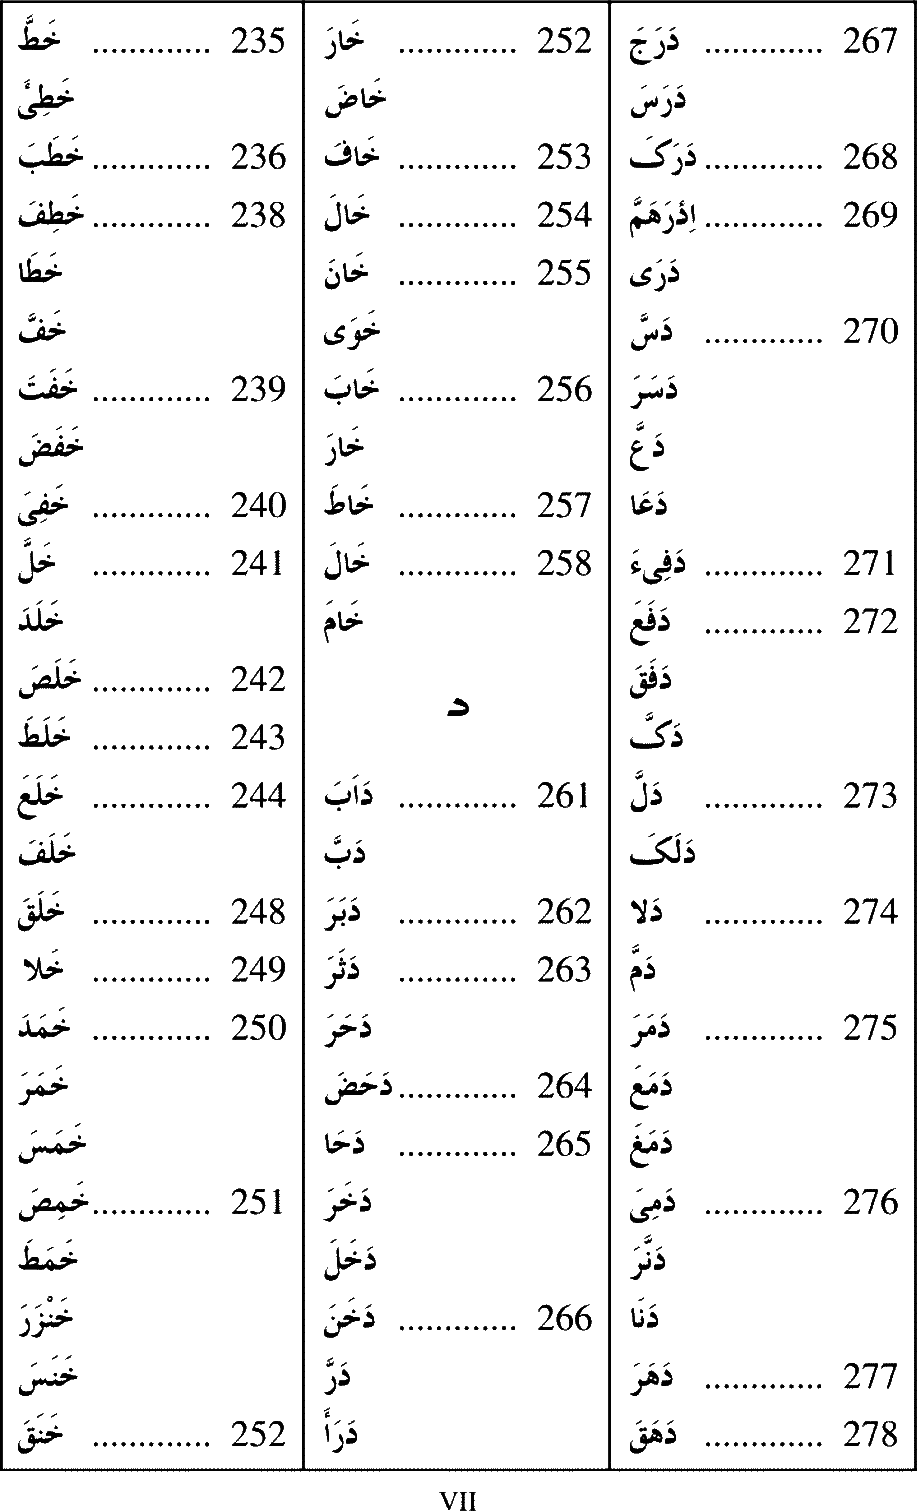 خَطَّ ............. 235
خَطِئَ
خَطَبَ ............. 236
خَطِفَ ............. 238
خَطَا
خَفَّ
خَفَتَ ............. 239
خَفَضَ
خَفِىَ ............. 240
خَلَّ ............. 241
خَلَدَ
خَلَصَ ............. 242
خَلَطَ ............. 243
خَلَعَ ............. 244
خَلَفَ
خَلَقَ ............. 248
خَلا ............. 249
خَمَدَ ............. 250
خَمَرَ
خَمَسَ
خَمِصَ ............. 251
خَمَطَ
خَنْزَرَ
خَنَسَ
خَنَقَ ............. 252
خَارَ ............. 252
خَاضَ
خَافَ ............. 253
خَالَ ............. 254
خَانَ ............. 255
خَوَى
خَابَ ............. 256
خَارَ
خَاطَ ............. 257
خَالَ ............. 258
خَامَ
د
دَاَبَ ............. 261
دَبَّ
دَبَرَ ............. 262
دَثَرَ ............. 263
دَحَرَ
دَحَضَ ............. 264
دَحَا ............. 265
دَخَرَ
دَخَلَ
دَخَنَ ............. 266
دَرَّ
دَرَأَ
دَرَجَ ............. 267
دَرَسَ
دَرَکَ ............. 268
اِدْرَهَمَّ ............. 269
دَرَى
دَسَّ ............. 270
دَسَرَ
دَعَّ
دَعَا
دَفِىءَ ............. 271
دَفَعَ ............. 272
دَفَقَ
دَکَّ
دَلَّ ............. 273
دَلَکَ
دَلا ............. 274
دَمَّ
دَمَرَ ............. 275
دَمَعَ
دَمَغَ
دَمِىَ ............. 276
دَنَّرَ
دَنَا
دَهَرَ ............. 277
دَهَقَ ............. 278
VII